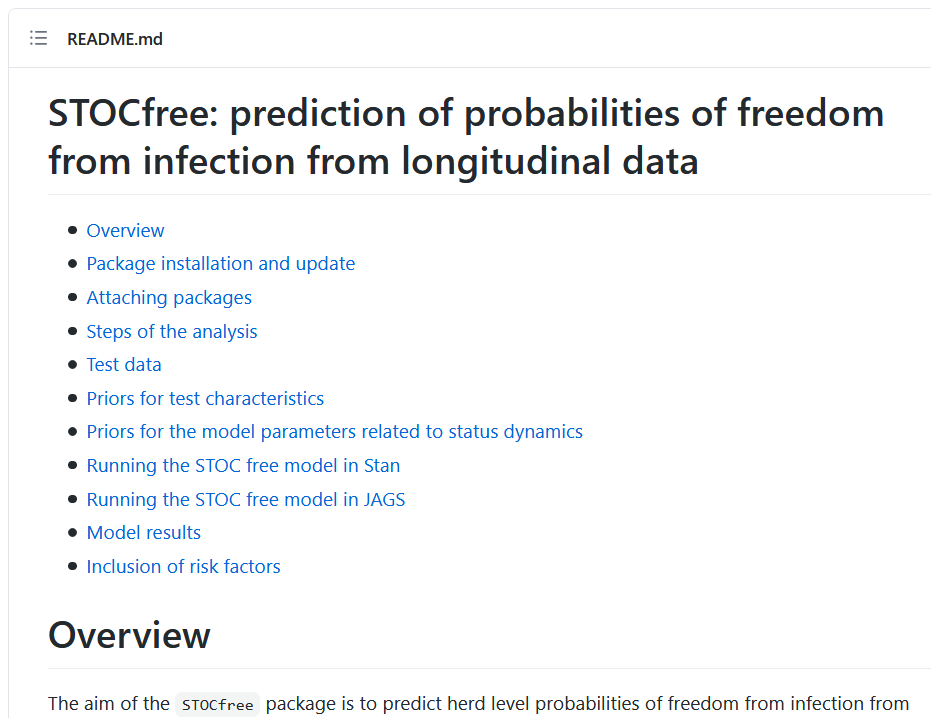 README.md
STOCfree: prediction of probabilities of freedom
from infection from longitudinal data
Overview
Package installation and update
Attaching packages
Steps of the analysis
Test data
Priors for test characteristics
Priors for the model parameters related to status dynamics
Running the STOC free model in Stan
Running the STOC free model in JAGS
Model results
Inclusion of risk factors
Overview
The aim of the STOCfree package is to predict herd level probabilities of freedom from infection from